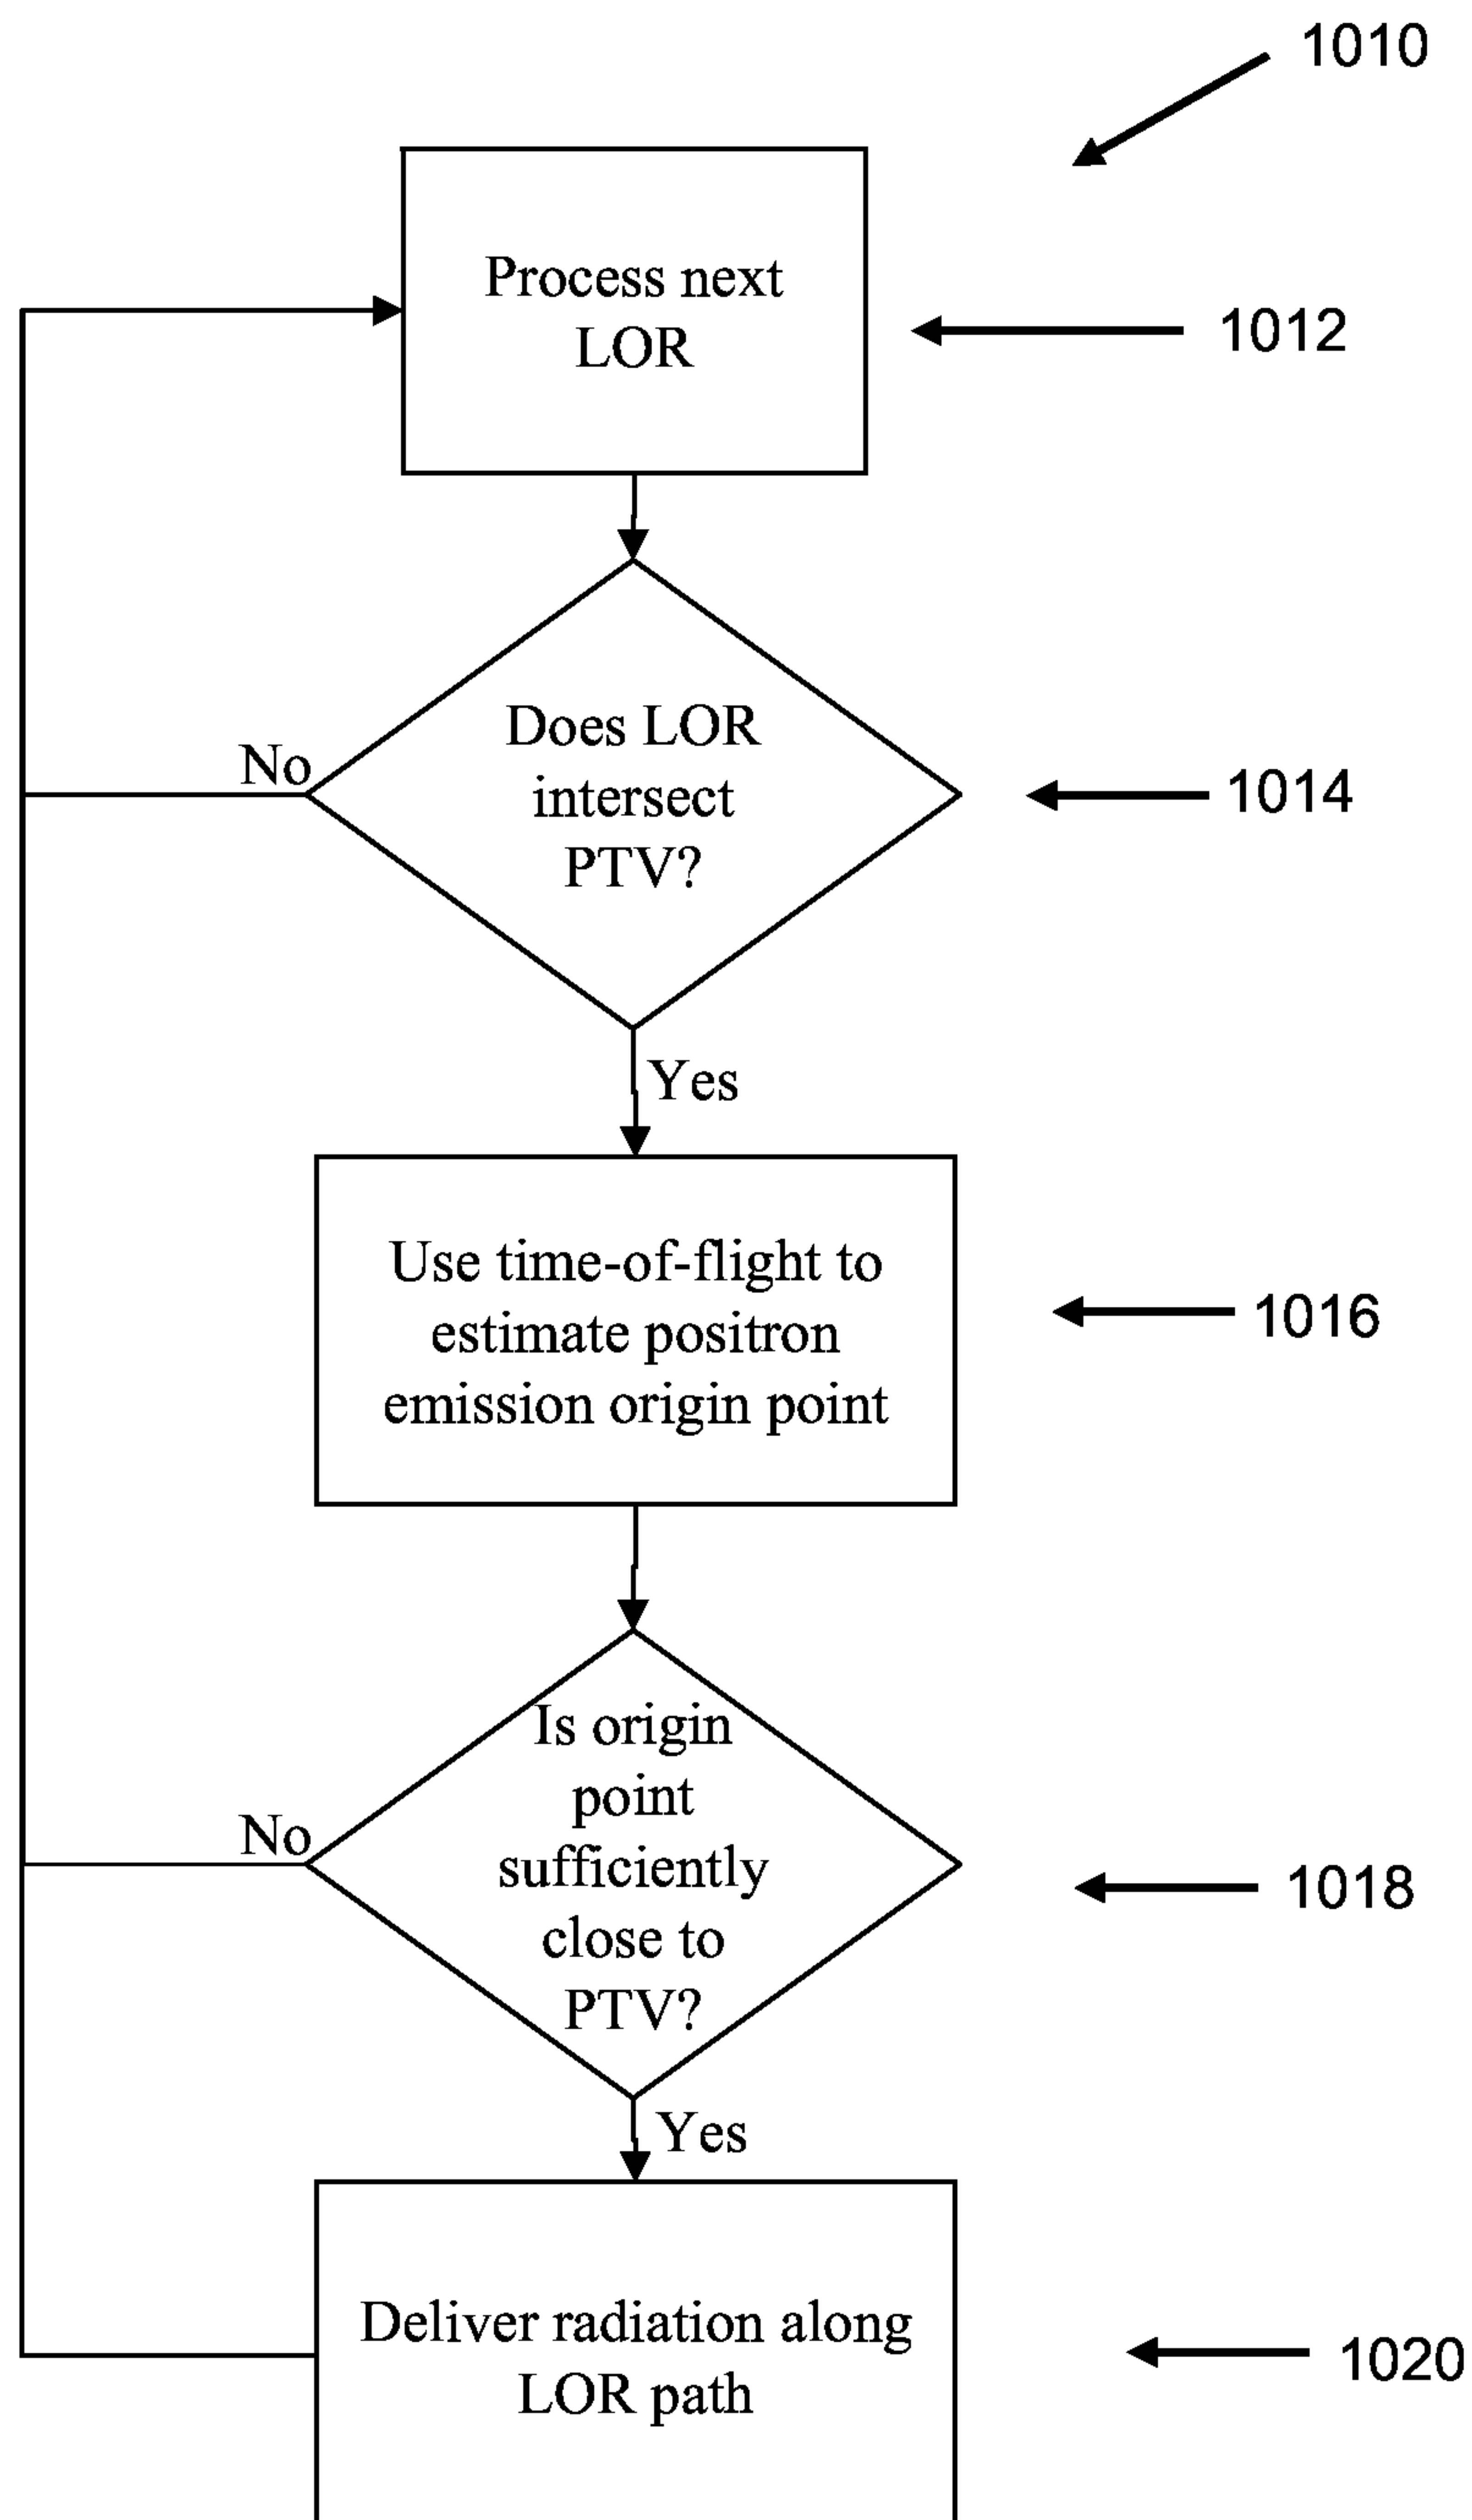 1010
Process next
LOR
1012
Does LOR
intersect
PTV?
No
1014
Yes
Use time-of-flight to
estimate positron
emission origin point
1016
Is origin
point
sufficiently
close to
PTV?
No
1018
Yes
Deliver radiation along
LOR path
1020